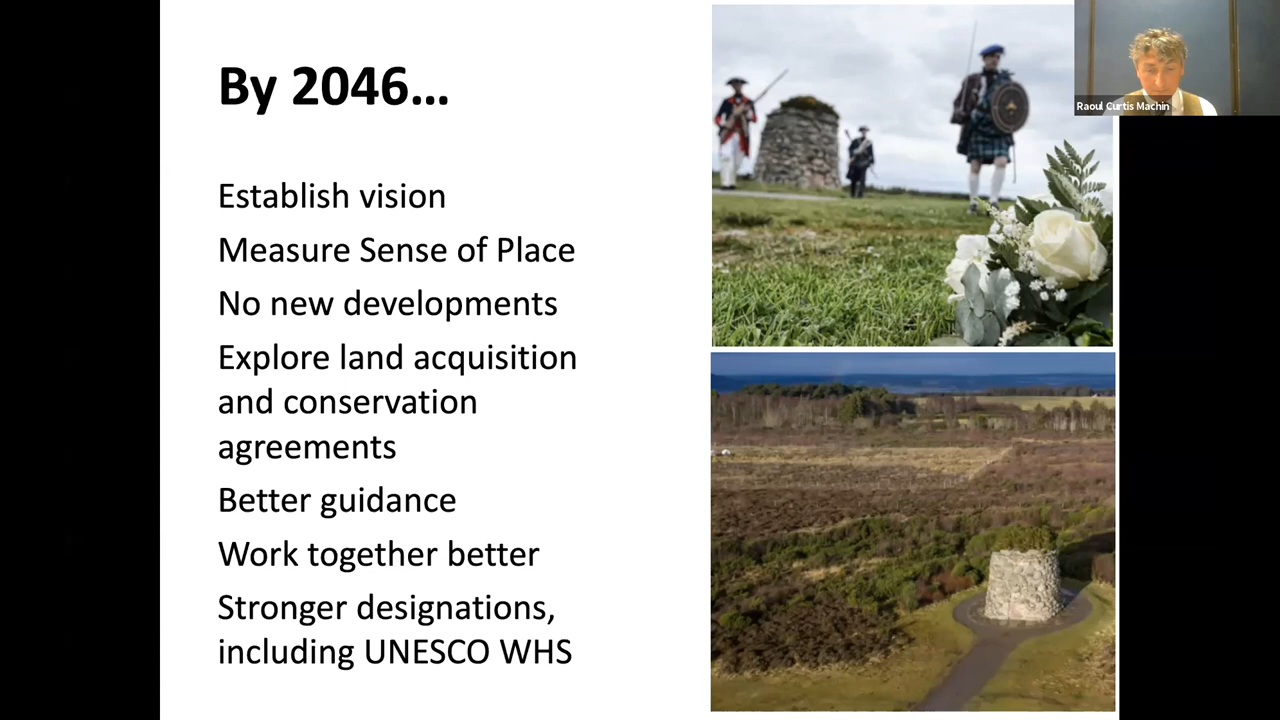 By 2046...
Establish vision
Measure Sense of Place
No new developments
Explore land acquisition
and conservation
agreements
Better guidance
Work together better
Stronger designations,
including UNESCO WHS
Raoul Curtis Machin